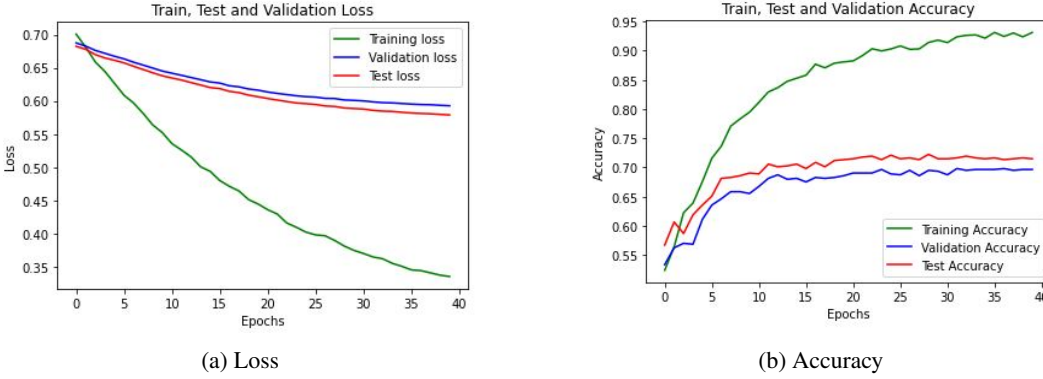 Train, Test and Validation Loss
Training loss
Validation loss
Test loss
0.70
0.65
0.60
0.55
0.50
0.45
0.40
0.35
Loss
0 5 10 15 20 25 30 35 40
Epochs
(a) Loss
Train, Test and Validation Accuracy
0.95
0.90
0.85
0.80
0.75
0.70
0.65
0.60
0.55
Accuracy
Training Accuracy
Validation Accuracy
Test Accuracy
0 5 10 15 20 25 30 35 40
Epochs
(b) Accuracy